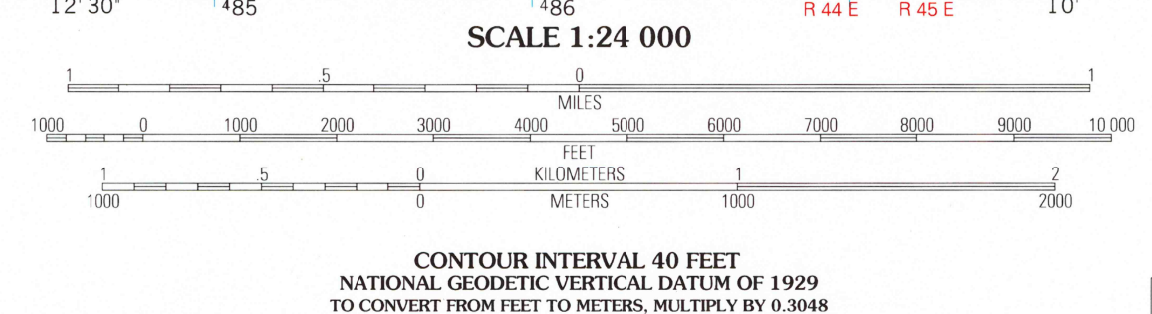 12' 30" ⁴85 ⁴86 R 44 E R 45 E 10'
SCALE 1:24 000
1 .5 0 1
MILES
1000 0 1000 2000 3000 4000 5000 6000 7000 8000 9000 10 000
FEET
1 .5 0 KILOMETERS 1 2
1000 0 METERS 1000 2000
CONTOUR INTERVAL 40 FEET
NATIONAL GEODETIC VERTICAL DATUM OF 1929
TO CONVERT FROM FEET TO METERS, MULTIPLY BY 0.3048